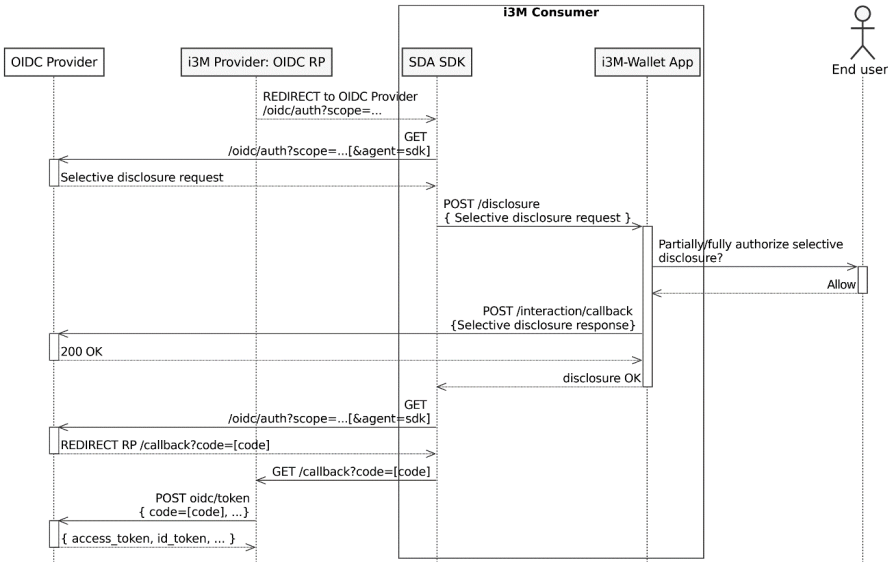 i3M Consumer
OIDC Provider
i3M Provider: OIDC RP
SDA SDK
i3M-Wallet App
End user
REDIRECT to OIDC Provider
/oidc/auth?scope=...
GET
/oidc/auth?scope=...[&agent=sdk]
Selective disclosure request
POST /disclosure
{ Selective disclosure request }
Partially/fully authorize selective
disclosure?
Allow
POST /interaction/callback
{Selective disclosure response}
200 OK
disclosure OK
GET
/oidc/auth?scope=...[&agent=sdk]
REDIRECT RP /callback?code=[code]
GET /callback?code=[code]
POST oidc/token
{ code=[code], ...}
{ access_token, id_token, ... }